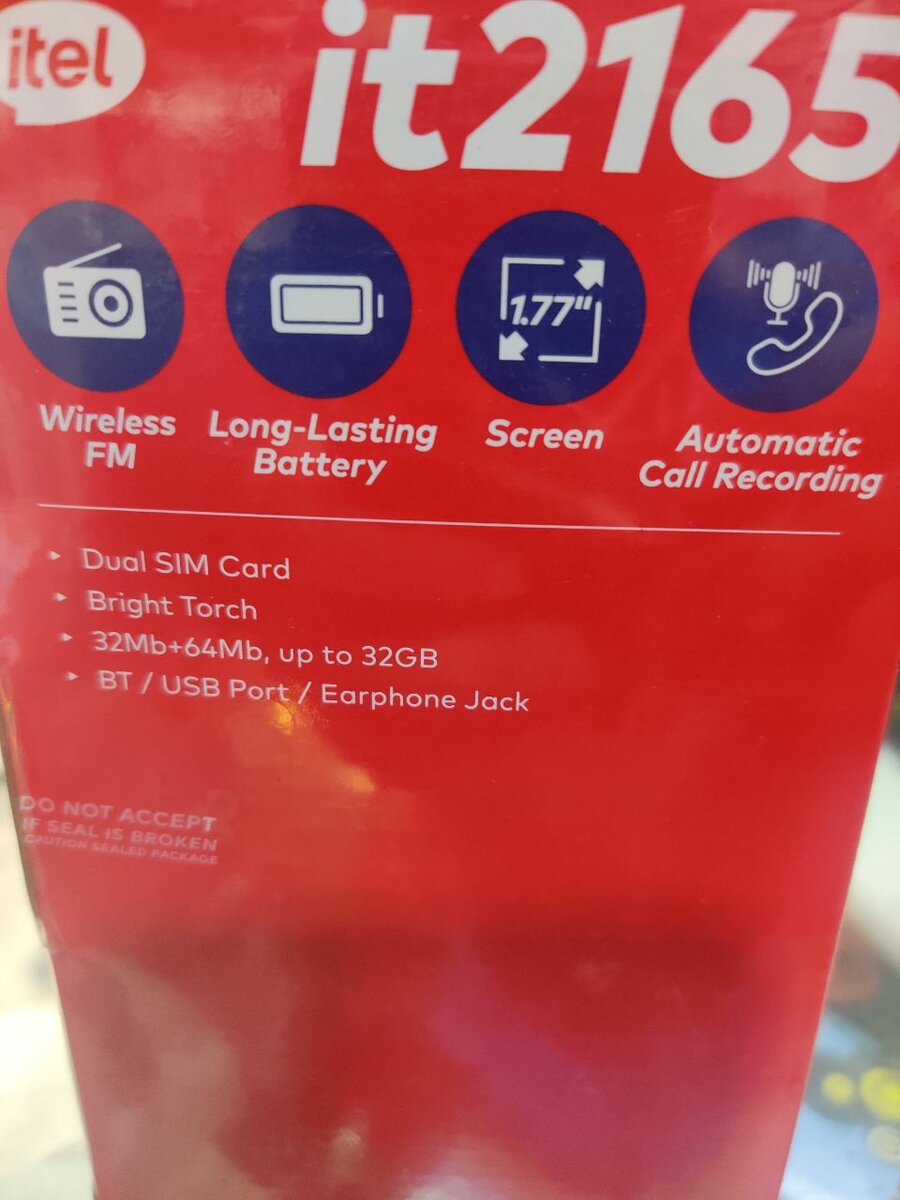 itel
it2165
1.77"
Wireless
FM
Long-Lasting
Battery
Screen
Automatic
Call Recording
Dual SIM Card
Bright Torch
32Mb+64Mb, up to 32GB
BT / USB Port / Earphone Jack
DO NOT ACCEPT
IF SEAL IS BROKEN
CAUTION SEALED PACKAGE